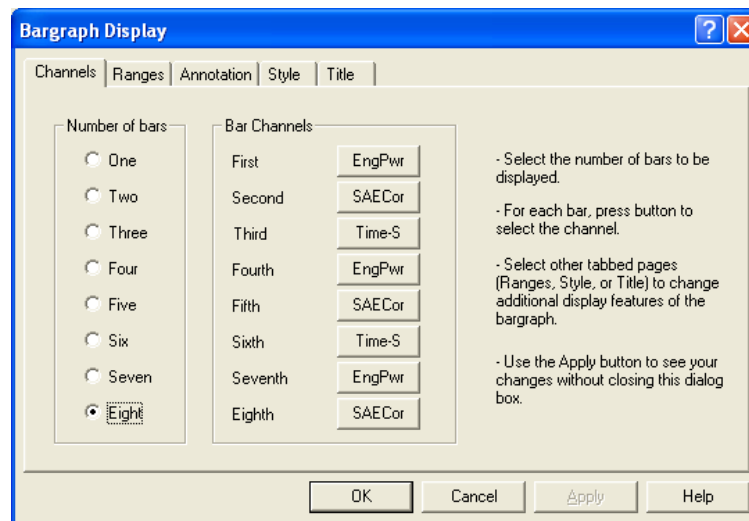 Bargraph Display
Channels Ranges Annotation Style Title
Number of bars
One
Two
Three
Four
Five
Six
Seven
Eight
Bar Channels
First EngPwr
Second SAECor
Third Time-S
Fourth EngPwr
Fifth SAECor
Sixth Time-S
Seventh EngPwr
Eighth SAECor
- Select the number of bars to be
displayed.
- For each bar, press button to
select the channel.
- Select other tabbed pages
(Ranges, Style, or Title) to change
additional display features of the
bargraph.
- Use the Apply button to see your
changes without closing this dialog
box.
OK Cancel Apply Help